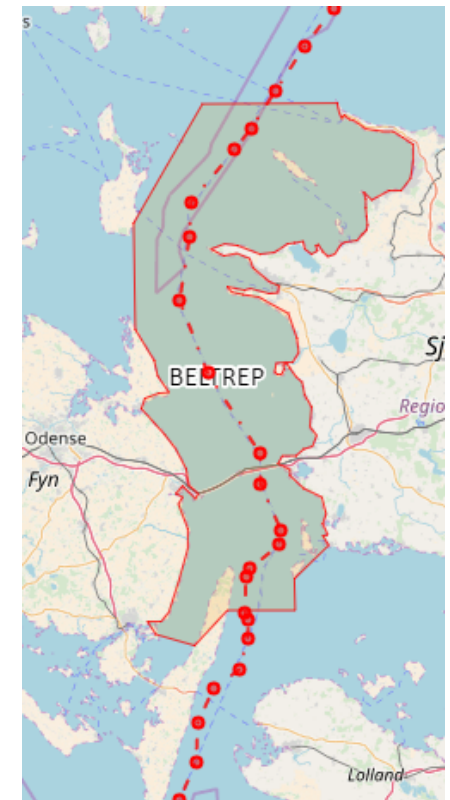 s
BELTREP
Sj
Regio
Odense
Fyn
Lolland